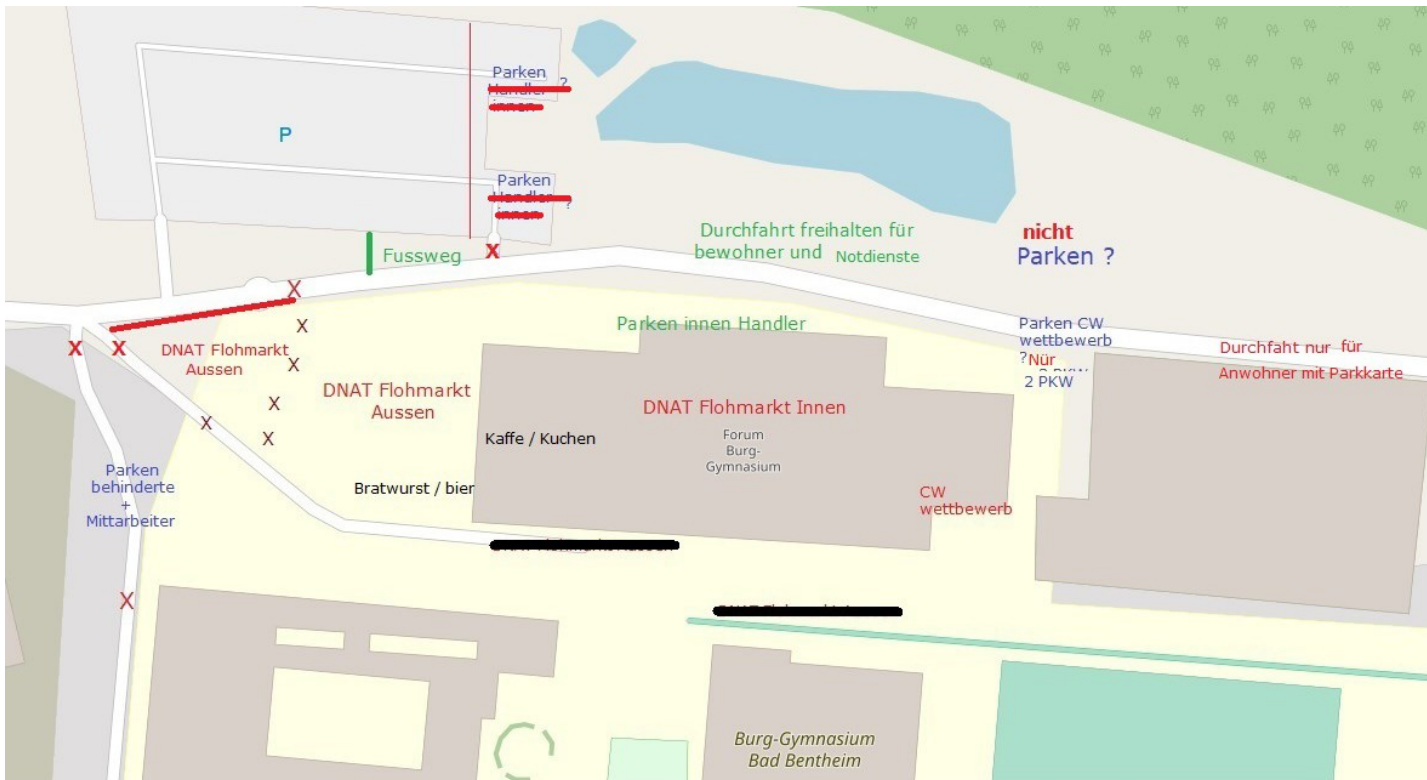 Parken
?
P
Parken
?
Fussweg
X
Durchfahrt freihalten für
bewohner und Notdienste
nicht
Parken ?
X
X
Parken innen Handler
Parken CW
wettbewerb
? Nür
2 PKW
Durchfaht nur für
Anwohner mit Parkkarte
X
X
DNAT Flohmarkt
Aussen
X
DNAT Flohmarkt
Aussen
X
X
X
DNAT Flohmarkt Innen
Kaffe / Kuchen
Forum
Burg-
Gymnasium
Parken
behinderte
+
Mittarbeiter
Bratwurst / bier
CW
wettbewerb
X
Burg-Gymnasium
Bad Bentheim